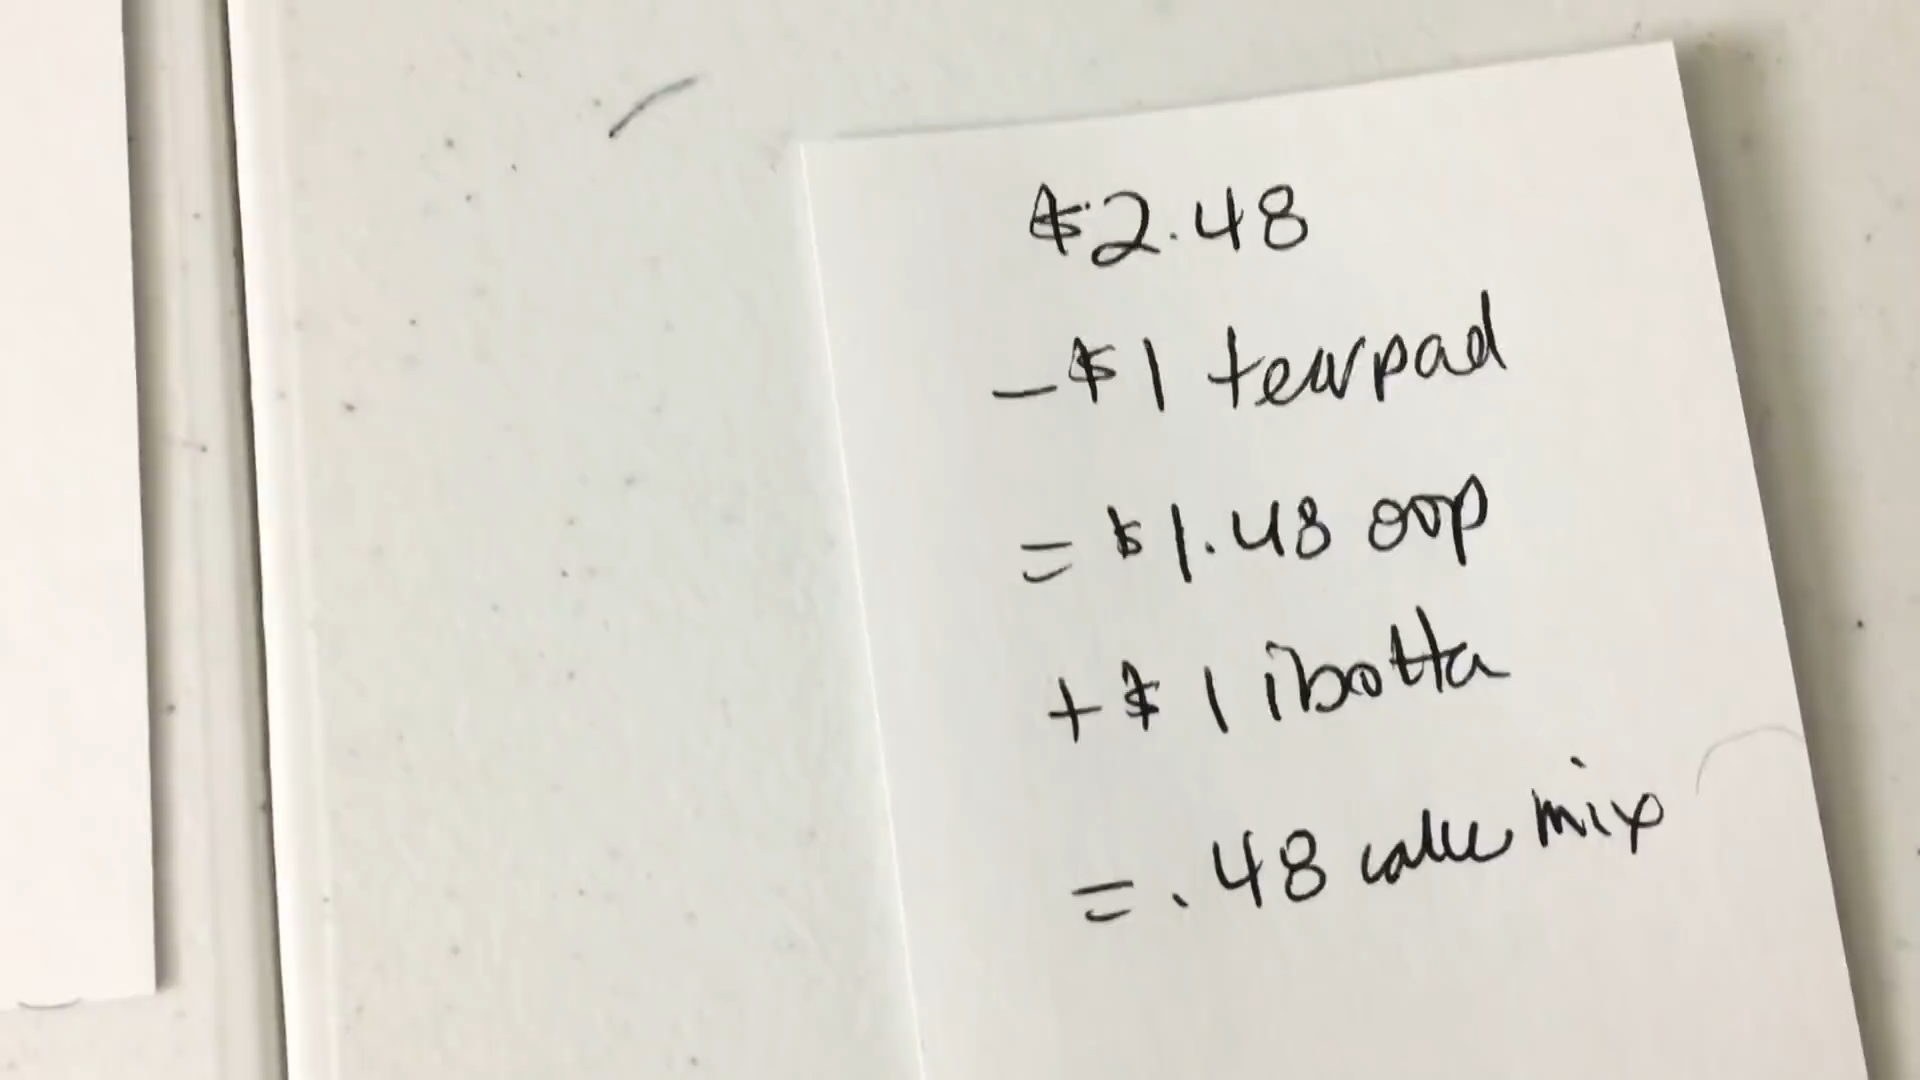 $2.48
-$1 tearpad
= $1.48 oop
+$1 ibotta
= .48 cake mix